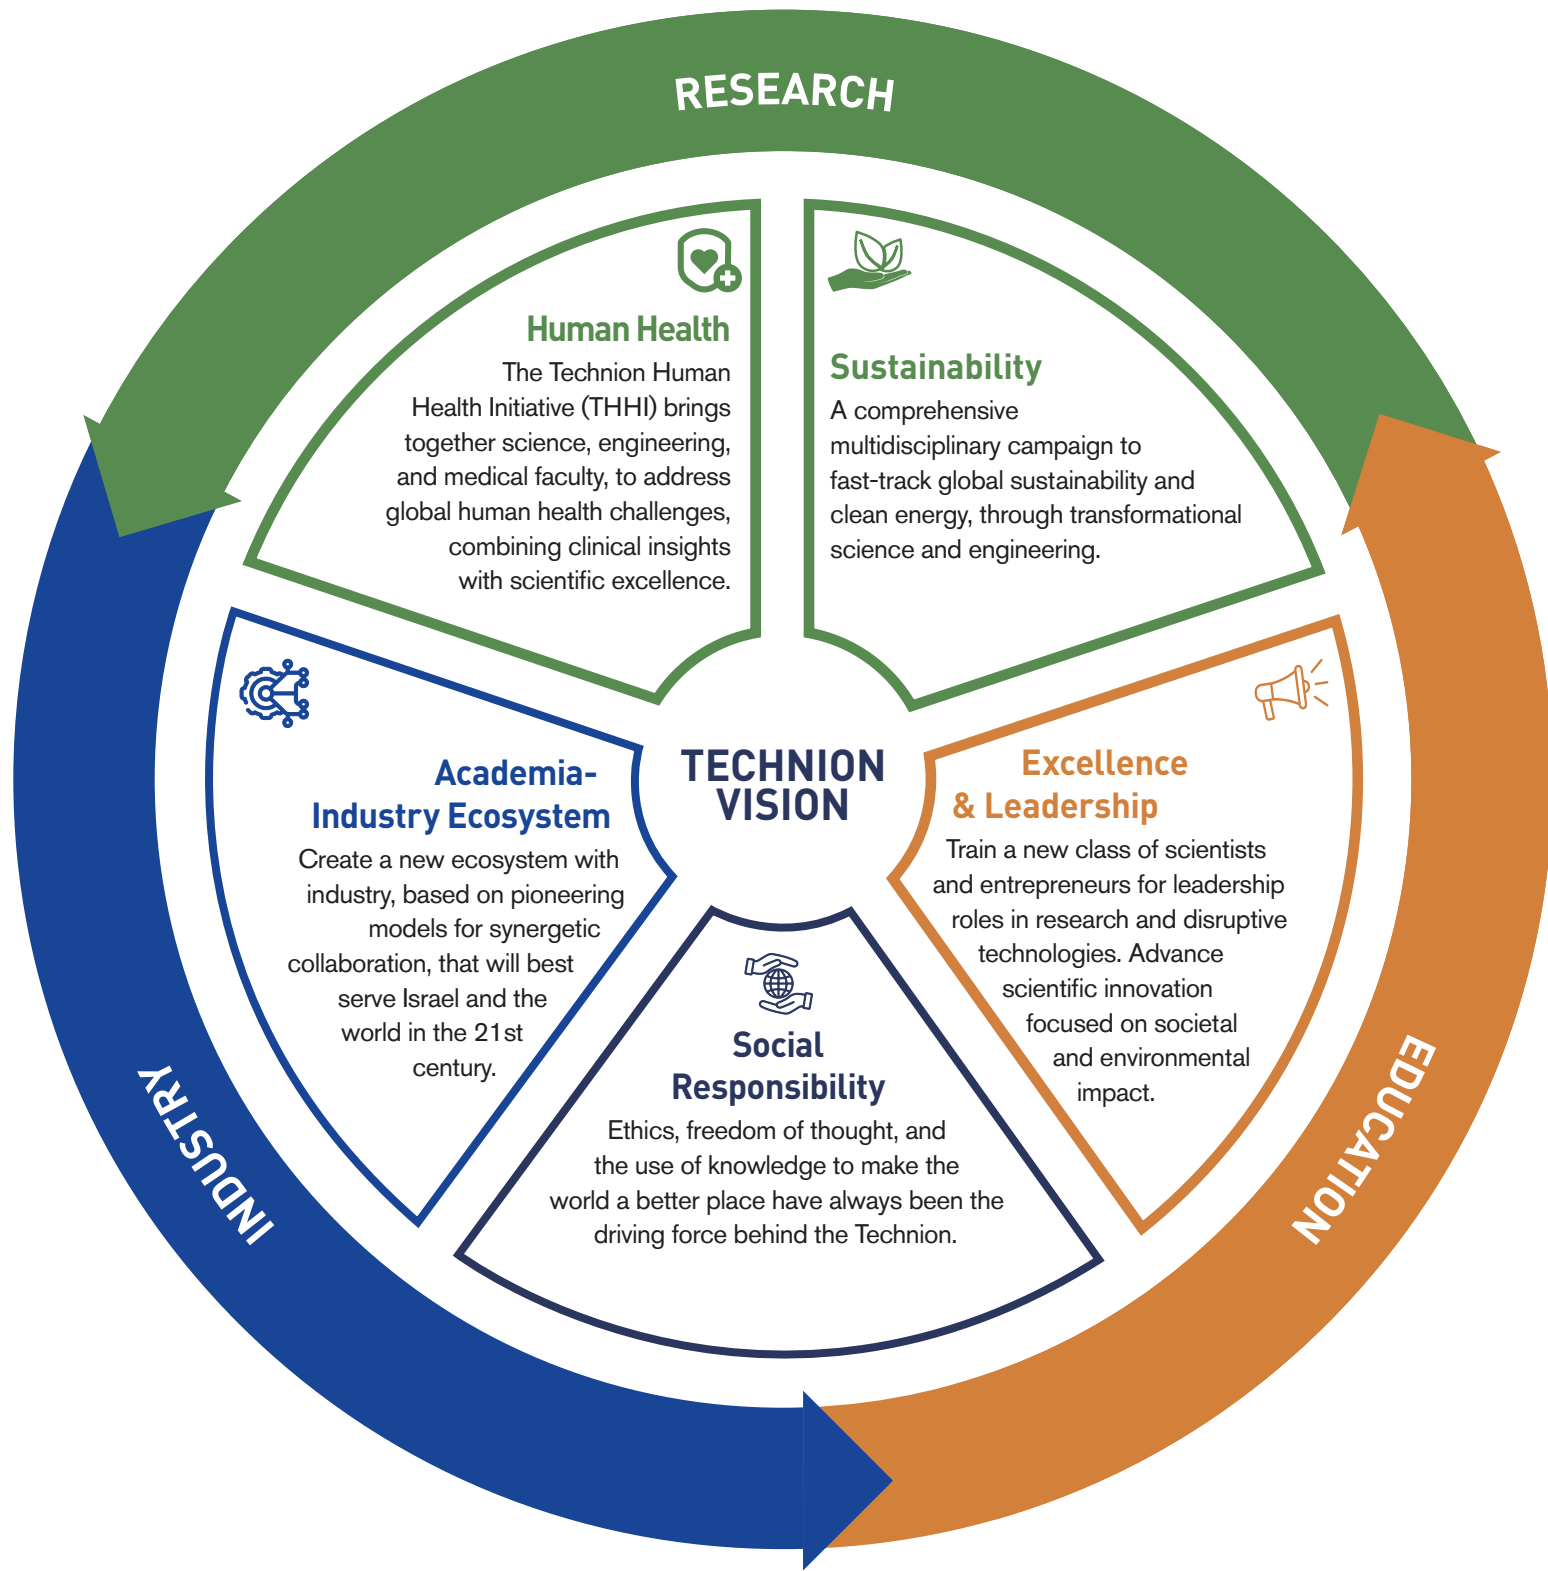 RESEARCH
Human Health
The Technion Human
Health Initiative (THHI) brings
together science, engineering,
and medical faculty, to address
global human health challenges,
combining clinical insights
with scientific excellence.
Sustainability
A comprehensive
multidisciplinary campaign to
fast-track global sustainability and
clean energy, through transformational
science and engineering.
TECHNION
VISION
Academia-
Industry Ecosystem
Create a new ecosystem with
industry, based on pioneering
models for synergetic
collaboration, that will best
serve Israel and the
world in the 21st
century.
Excellence
& Leadership
Train a new class of scientists
and entrepreneurs for leadership
roles in research and disruptive
technologies. Advance
scientific innovation
focused on societal
and environmental
impact.
Social
Responsibility
Ethics, freedom of thought, and
the use of knowledge to make the
world a better place have always been the
driving force behind the Technion.
INDUSTRY
EDUCATION